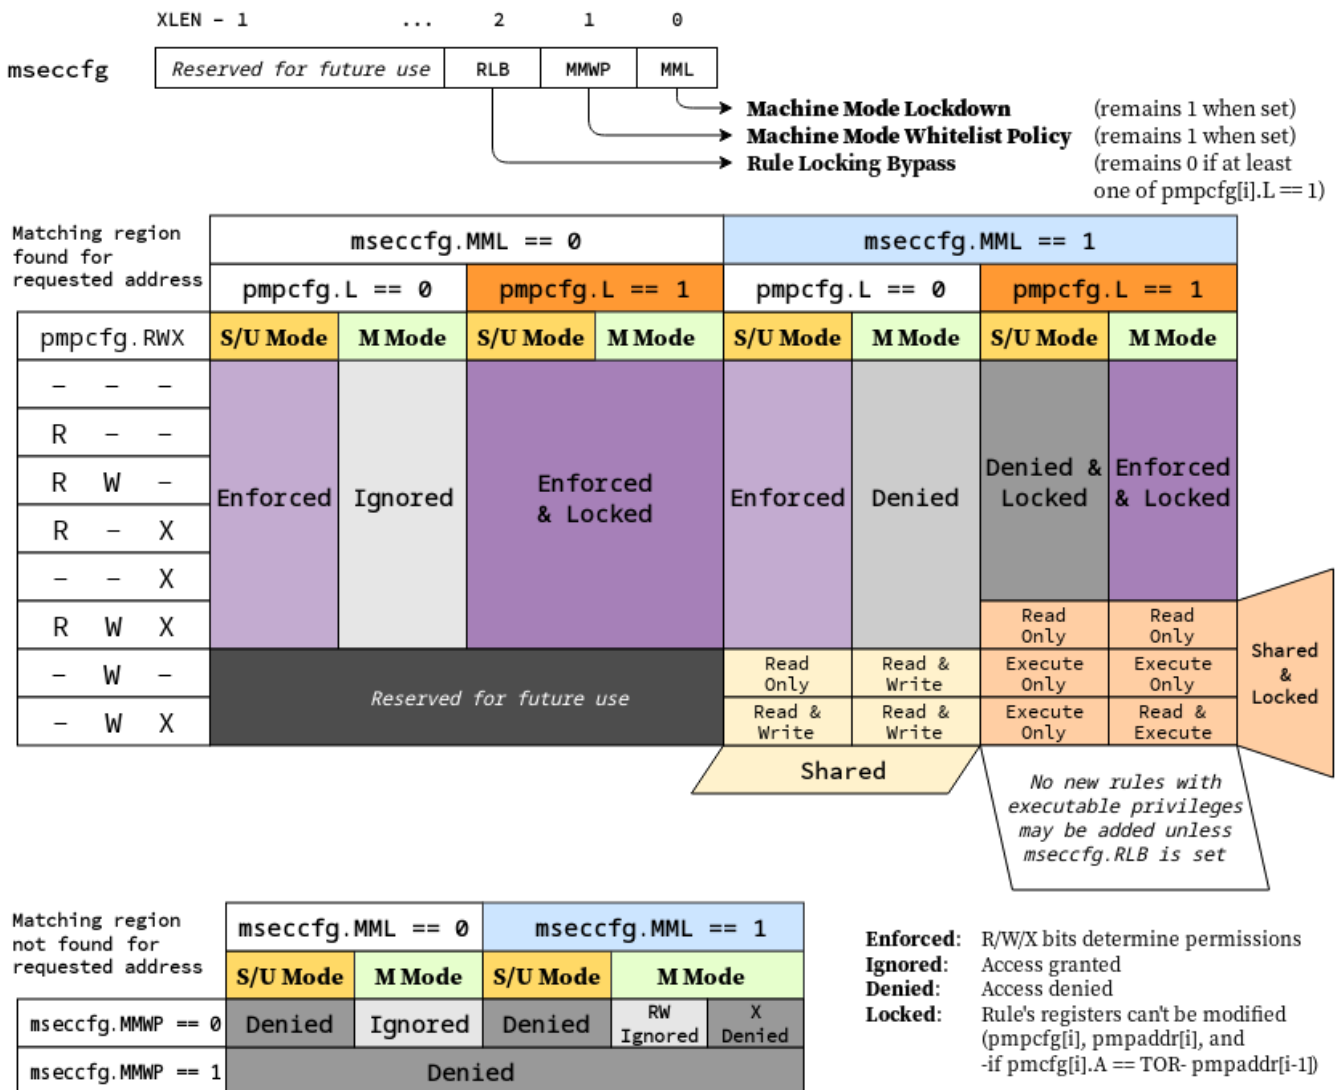 XLEN – 1 ... 2 1 0
mseccfg Reserved for future use RLB MMWP MML
Machine Mode Lockdown (remains 1 when set)
Machine Mode Whitelist Policy (remains 1 when set)
Rule Locking Bypass (remains 0 if at least
one of pmpcfg[i].L == 1)
Matching region
found for
requested address
mseccfg.MML == 0 mseccfg.MML == 1
pmpcfg.L == 0 pmpcfg.L == 1 pmpcfg.L == 0 pmpcfg.L == 1
pmpcfg.RWX S/U Mode M Mode S/U Mode M Mode S/U Mode M Mode S/U Mode M Mode
– – –
R – –
R W –
R – X
– – X
R W X
– W –
– W X
Enforced Ignored
Enforced
& Locked
Enforced Denied
Denied &
Locked
Enforced
& Locked
Read
Only
Read
Only
Reserved for future use
Read
Only
Read &
Write
Execute
Only
Execute
Only
Read &
Write
Read &
Write
Execute
Only
Read &
Execute
Shared
&
Locked
Shared
No new rules with
executable privileges
may be added unless
mseccfg.RLB is set
Matching region
not found for
requested address
mseccfg.MML == 0 mseccfg.MML == 1
S/U Mode M Mode S/U Mode M Mode
mseccfg.MMWP == 0 Denied Ignored Denied
RW
Ignored
X
Denied
mseccfg.MMWP == 1 Denied
Enforced: R/W/X bits determine permissions
Ignored: Access granted
Denied: Access denied
Locked: Rule's registers can't be modified
(pmpcfg[i], pmpaddr[i], and
-if pmcfg[i].A == TOR- pmpaddr[i-1])